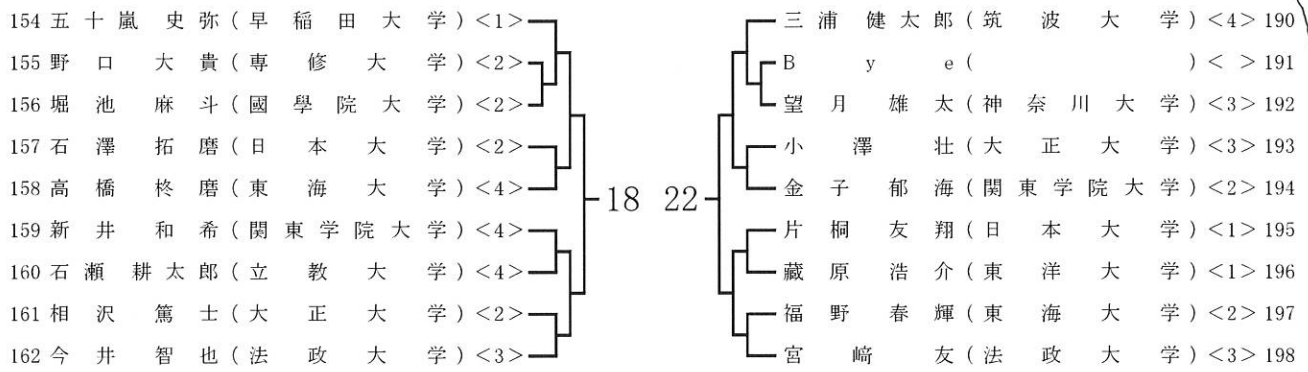 154 五十嵐 史弥 (早稲田大学) <1>
155 野口 大貴 (専修大学) <2>
156 堀池 麻斗 (國學院大学) <2>
157 石澤 拓磨 (日本大学) <2>
158 高橋 柊磨 (東海大学) <4>
159 新井 和希 (関東学院大学) <4>
160 石瀬 耕太郎 (立教大学) <4>
161 相沢 篤士 (大正大学) <2>
162 今井 智也 (法政大学) <3>
18
22
三浦 健太郎 (筑波大学) <4> 190
Bye ( ) < > 191
望月 雄太 (神奈川大学) <3> 192
小澤 壮 (大正大学) <3> 193
金子 郁海 (関東学院大学) <2> 194
片桐 友翔 (日本大学) <1> 195
藏原 浩介 (東洋大学) <1> 196
福野 春輝 (東海大学) <2> 197
宮﨑 友 (法政大学) <3> 198